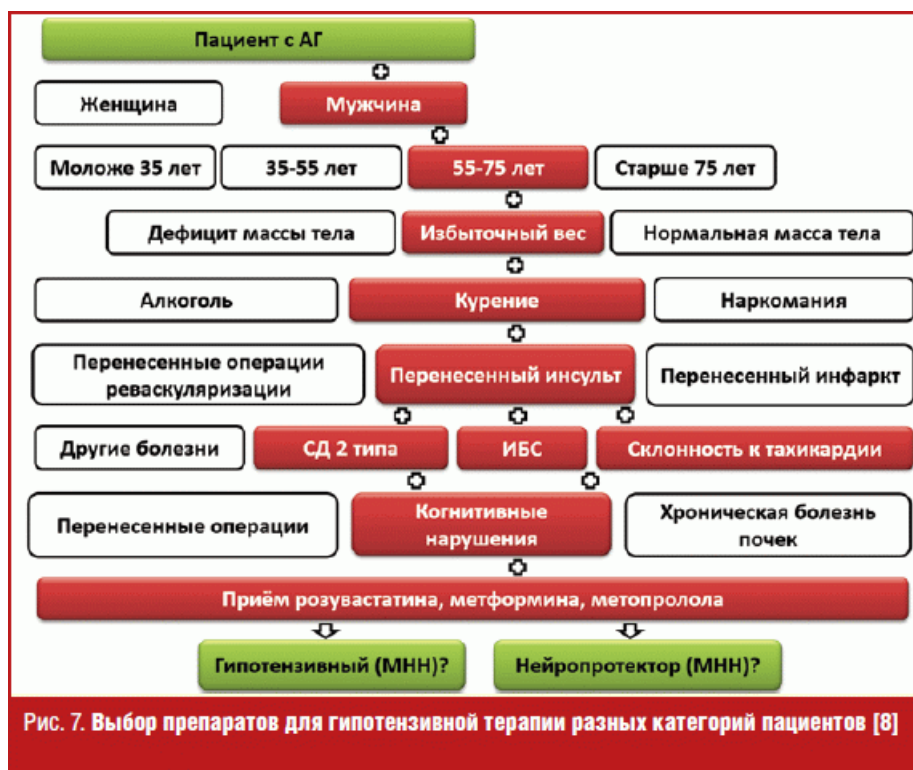 Пациент с АГ
Женщина
Мужчина
Моложе 35 лет
35-55 лет
55-75 лет
Старше 75 лет
Дефицит массы тела
Избыточный вес
Нормальная масса тела
Алкоголь
Курение
Наркомания
Перенесенные операции
реваскуляризации
Перенесенный инсульт
Перенесенный инфаркт
Другие болезни
СД 2 типа
ИБС
Склонность к тахикардии
Перенесенные операции
Когнитивные
нарушения
Хроническая болезнь
почек
Приём розувастатина, метформина, метопролола
Гипотензивный (МНН)?
Нейропротектор (МНН)?
Рис. 7. Выбор препаратов для гипотензивной терапии разных категорий пациентов [8]